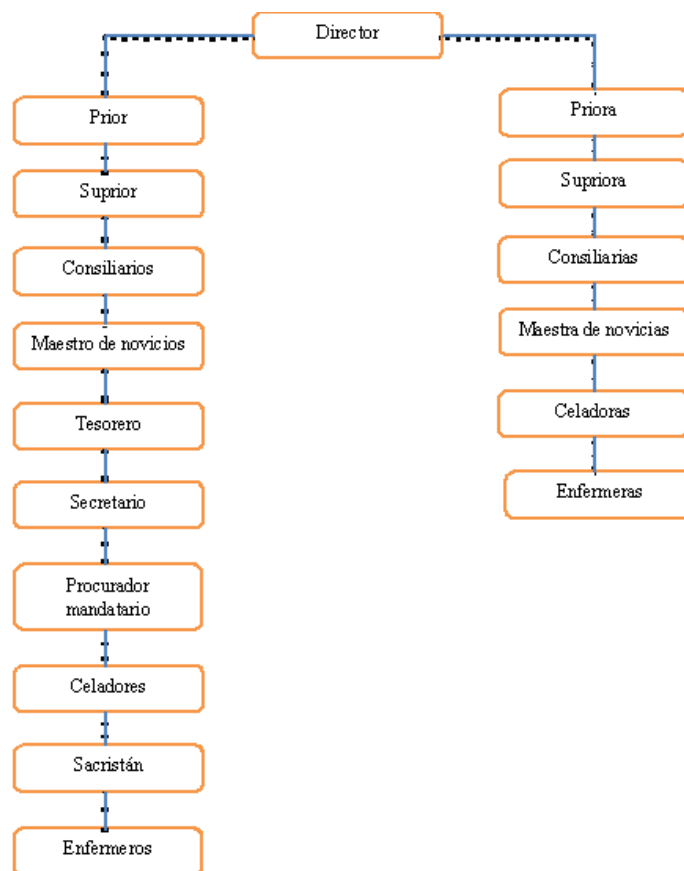 Director
Prior
Suprior
Consiliarios
Maestro de novicios
Tesorero
Secretario
Procurador
mandatario
Celadores
Sacristán
Enfermeros
Priora
Supriora
Consiliarias
Maestra de novicias
Celadoras
Enfermeras